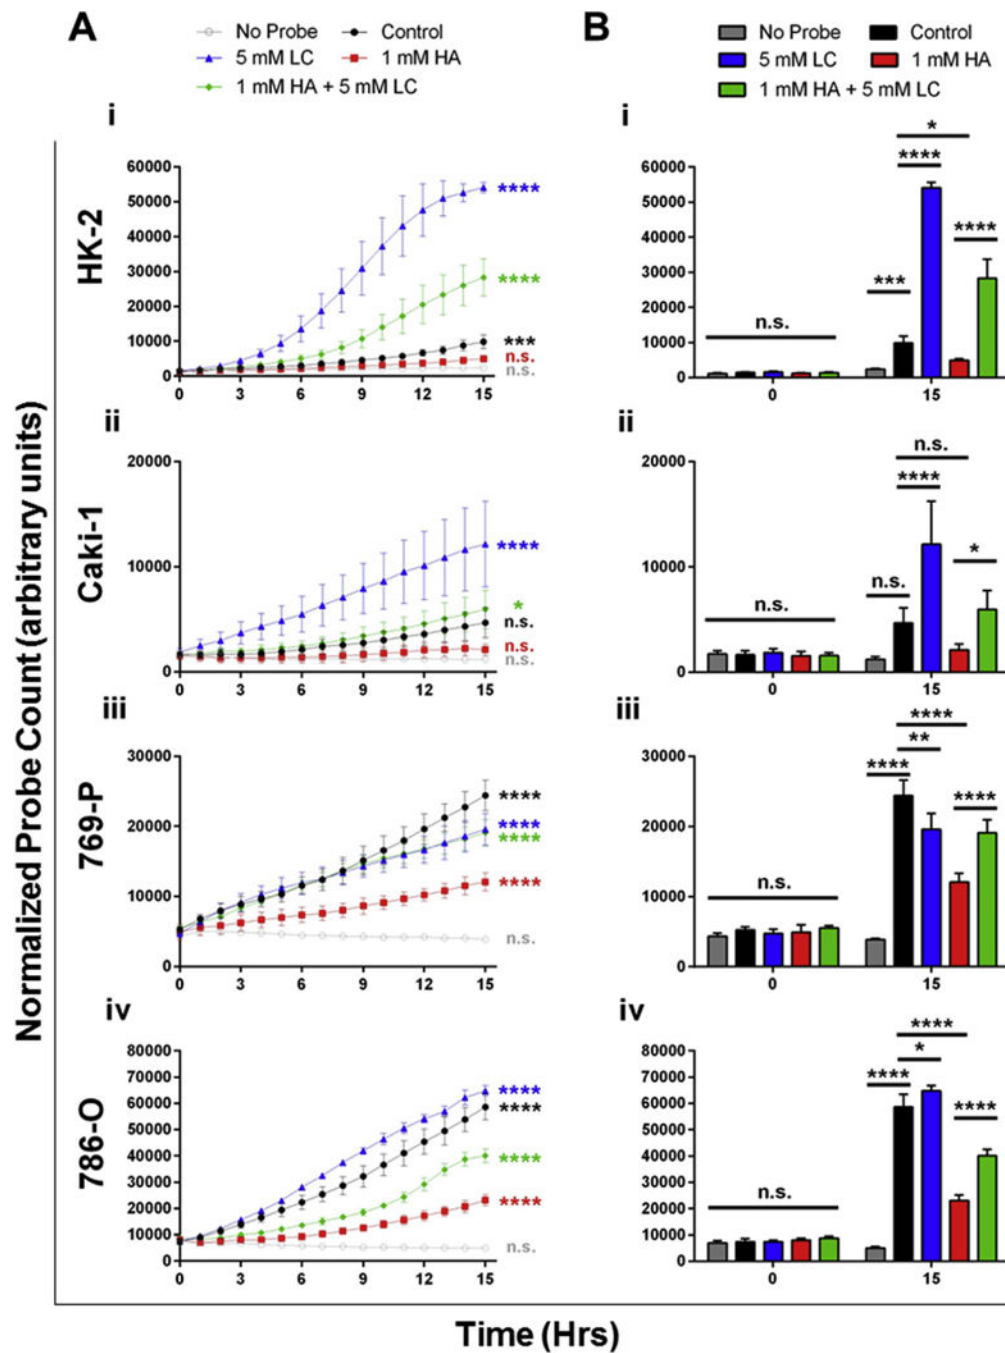 A
No Probe Control
5 mM LC 1 mM HA
1 mM HA + 5 mM LC
B
No Probe Control
5 mM LC 1 mM HA
1 mM HA + 5 mM LC
Normalized Probe Count (arbitrary units)
HK-2
i
60000
50000
40000
30000
20000
10000
0
0 3 6 9 12 15
****
****
***
n.s.
n.s.
i
60000
50000
40000
30000
20000
10000
0
*
****
****
***
n.s.
0 15
Caki-1
ii
20000
10000
0
0 3 6 9 12 15
****
*
n.s.
n.s.
n.s.
ii
20000
10000
0
n.s.
****
*
n.s.
n.s.
0 15
769-P
iii
30000
20000
10000
0
0 3 6 9 12 15
****
****
****
****
n.s.
iii
30000
20000
10000
0
****
**
****
****
n.s.
0 15
786-O
iv
80000
70000
60000
50000
40000
30000
20000
10000
0
0 3 6 9 12 15
****
****
****
****
n.s.
iv
80000
70000
60000
50000
40000
30000
20000
10000
0
****
*
****
****
n.s.
0 15
Time (Hrs)